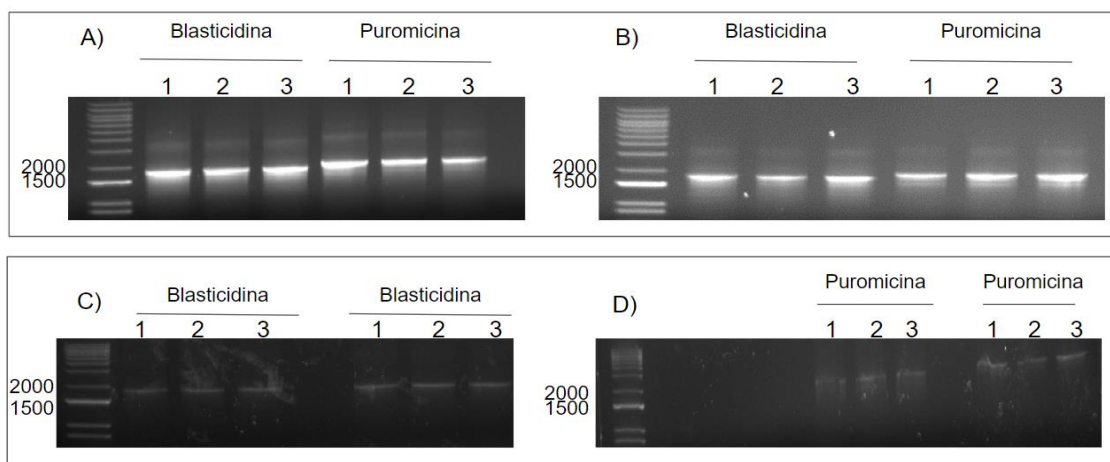 A) Blasticidina Puromicina
1 2 3 1 2 3
2000
1500
B) Blasticidina Puromicina
1 2 3 1 2 3
2000
1500
C) Blasticidina Blasticidina
1 2 3 1 2 3
2000
1500
D) Puromicina Puromicina
1 2 3 1 2 3
2000
1500